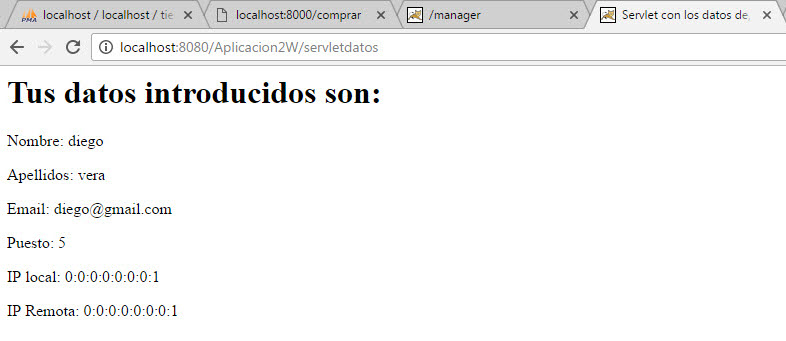 localhost / localhost / tie
localhost:8000/comprar
/manager
Servlet con los datos de
localhost:8080/Aplicacion2W/servletdatos
Tus datos introducidos son:
Nombre: diego
Apellidos: vera
Email: diego@gmail.com
Puesto: 5
IP local: 0:0:0:0:0:0:0:1
IP Remota: 0:0:0:0:0:0:0:1